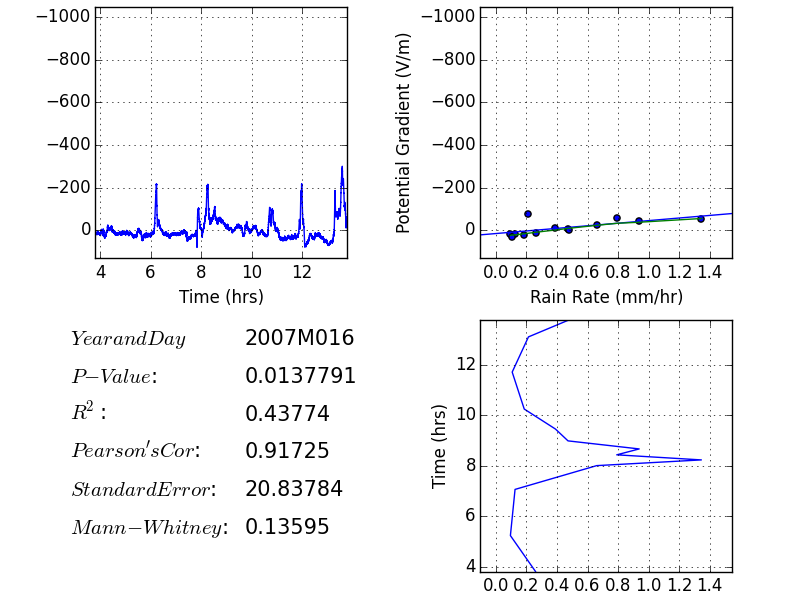 −1000
−800
−600
−400
−200
0
4 6 8 10 12
Time (hrs)
Potential Gradient (V/m)
−1000
−800
−600
−400
−200
0
0.0 0.2 0.4 0.6 0.8 1.0 1.2 1.4
Rain Rate (mm/hr)
YearandDay 2007M016
P−Value: 0.0137791
R²: 0.43774
Pearson'sCor: 0.91725
StandardError: 20.83784
Mann−Whitney: 0.13595
Time (hrs)
12
10
8
6
4
0.0 0.2 0.4 0.6 0.8 1.0 1.2 1.4